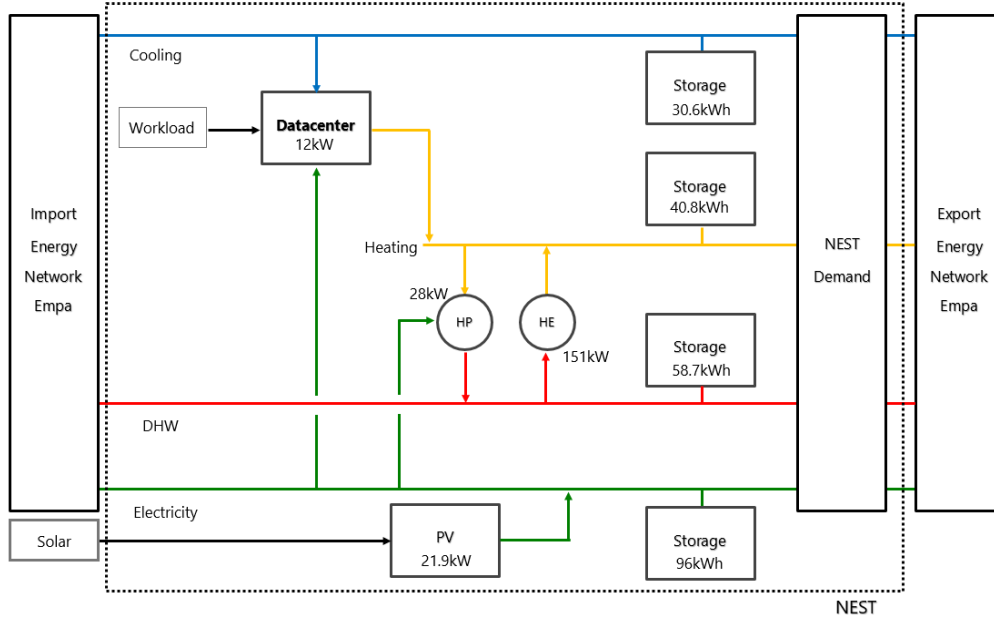 Cooling
Storage
30.6kWh
Workload
Datacenter
12kW
Storage
40.8kWh
Import
Energy
Network
Empa
Heating
NEST
Demand
Export
Energy
Network
Empa
28kW
HP
HE
151kW
Storage
58.7kWh
DHW
Electricity
Solar
PV
21.9kW
Storage
96kWh
NEST